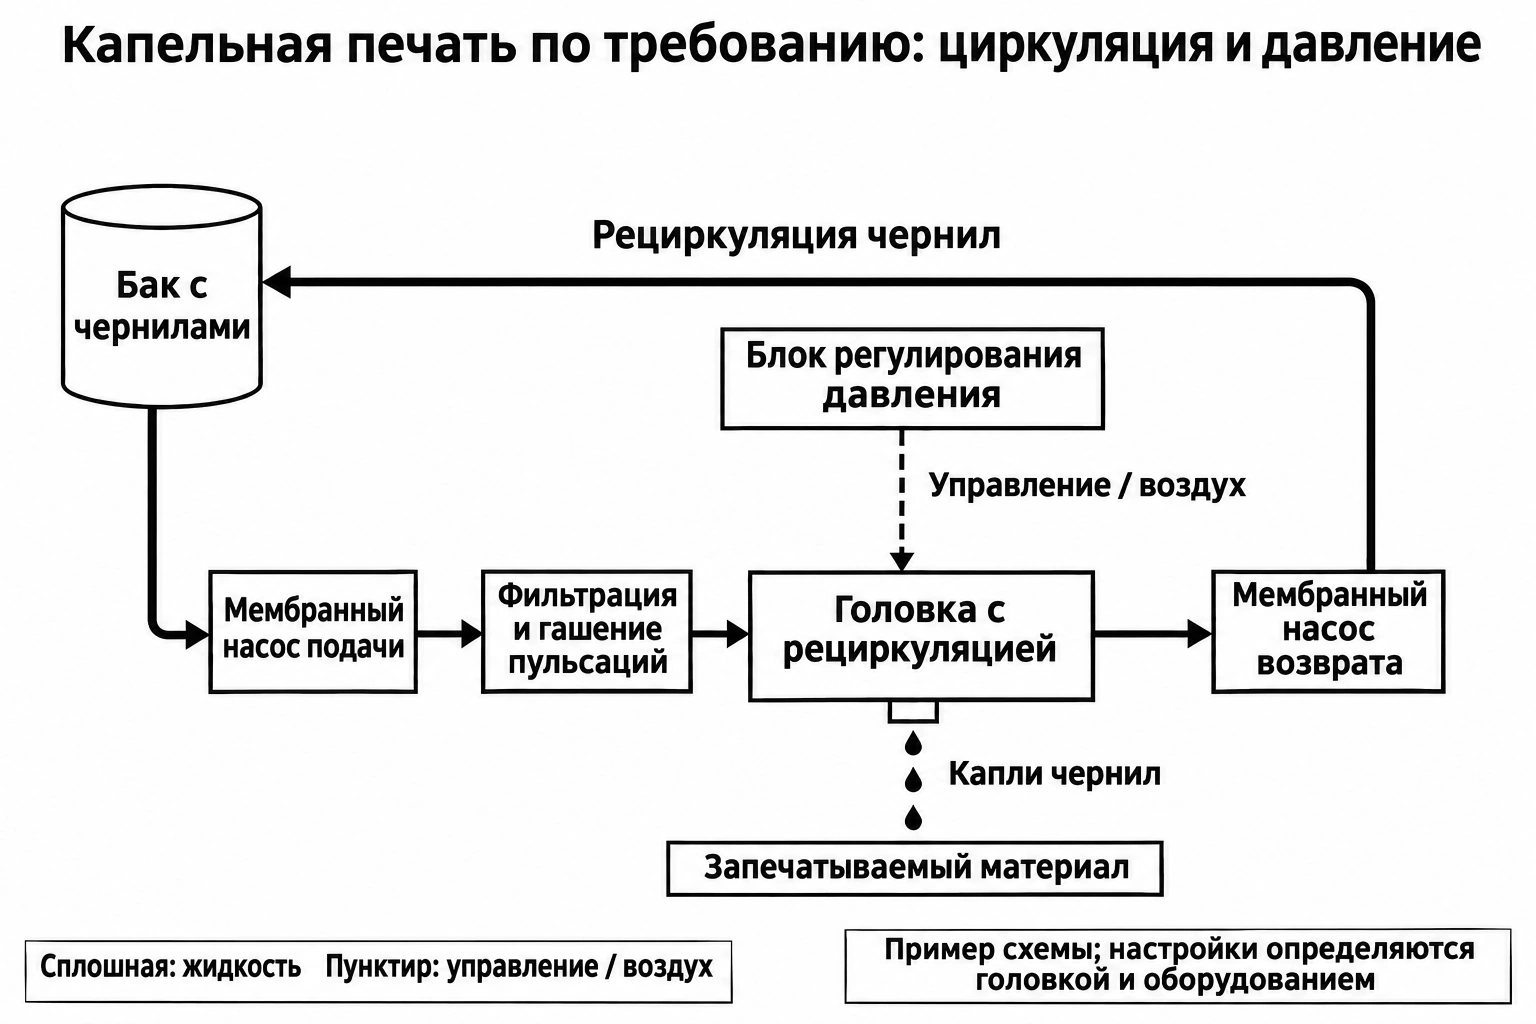 Капельная печать по требованию: циркуляция и давление
Рециркуляция чернил
Бак с
чернилами
Блок регулирования
давления
Управление / воздух
Мембранный
насос подачи
Фильтрация
и гашение
пульсаций
Головка с
рециркуляцией
Мембранный
насос
возврата
Капли чернил
Запечатываемый материал
Сплошная: жидкость Пунктир: управление / воздух
Пример схемы; настройки определяются
головкой и оборудованием